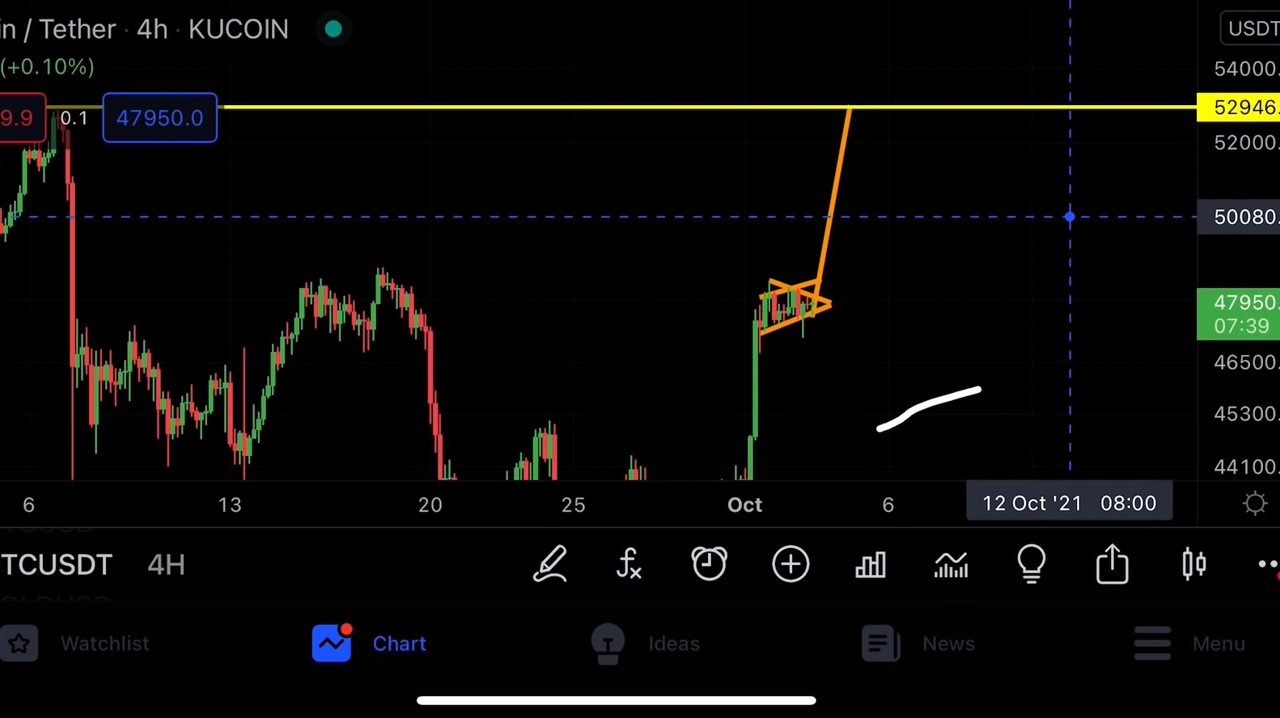 in / Tether · 4h · KUCOIN
USDT
(+0.10%)
54000.
9.9
0.1
47950.0
52946.
52000.
50080.
47950.
07:39
46500.
45300.
44100.
6
13
20
25
Oct
6
12 Oct '21 08:00
TCUSDT 4H
Watchlist
Chart
Ideas
News
Menu